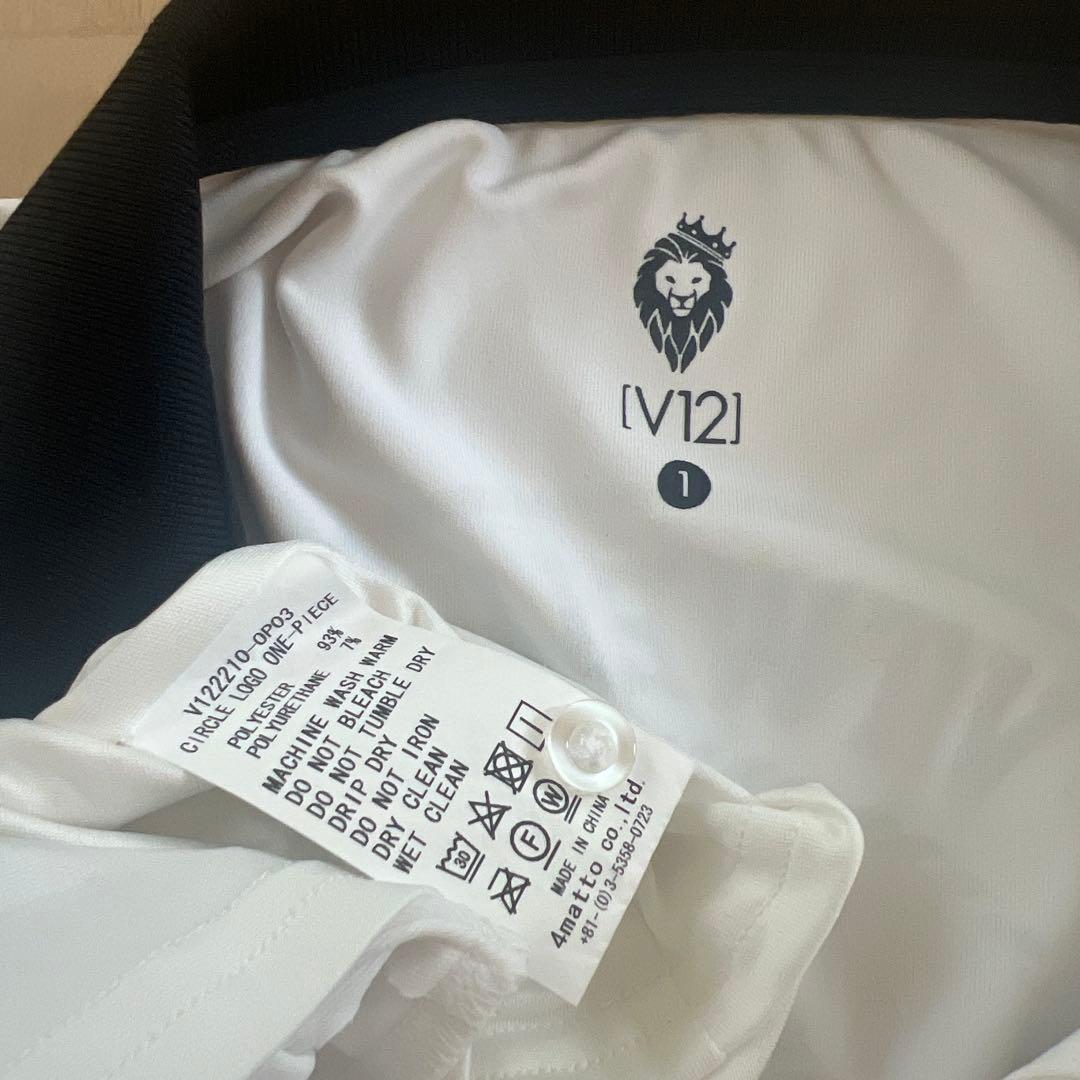 [V12]
1
V122210-OP03
CIRCLE LOGO ONE-PIECE
POLYESTER 93%
POLYURETHANE 7%
MACHINE WASH WARM
DO NOT BLEACH
DO NOT TUMBLE DRY
DRIP DRY
DO NOT IRON
DRY CLEAN
WET CLEAN
30
F
W
MADE IN CHINA
4matto co.,ltd.
+81-(0)3-5358-0723